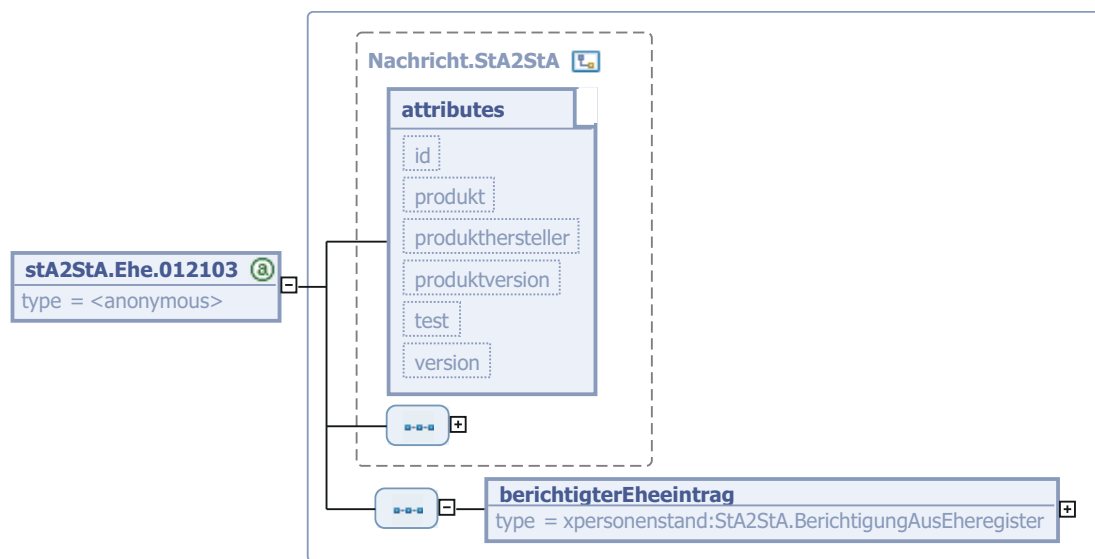 Nachricht.StA2StA
attributes
id
produkt
produkthersteller
produktversion
test
version
stA2StA.Ehe.012103 @
type = <anonymous>
berichtigterEheeintrag
type = xpersonenstand:StA2StA.BerichtigungAusEheregister